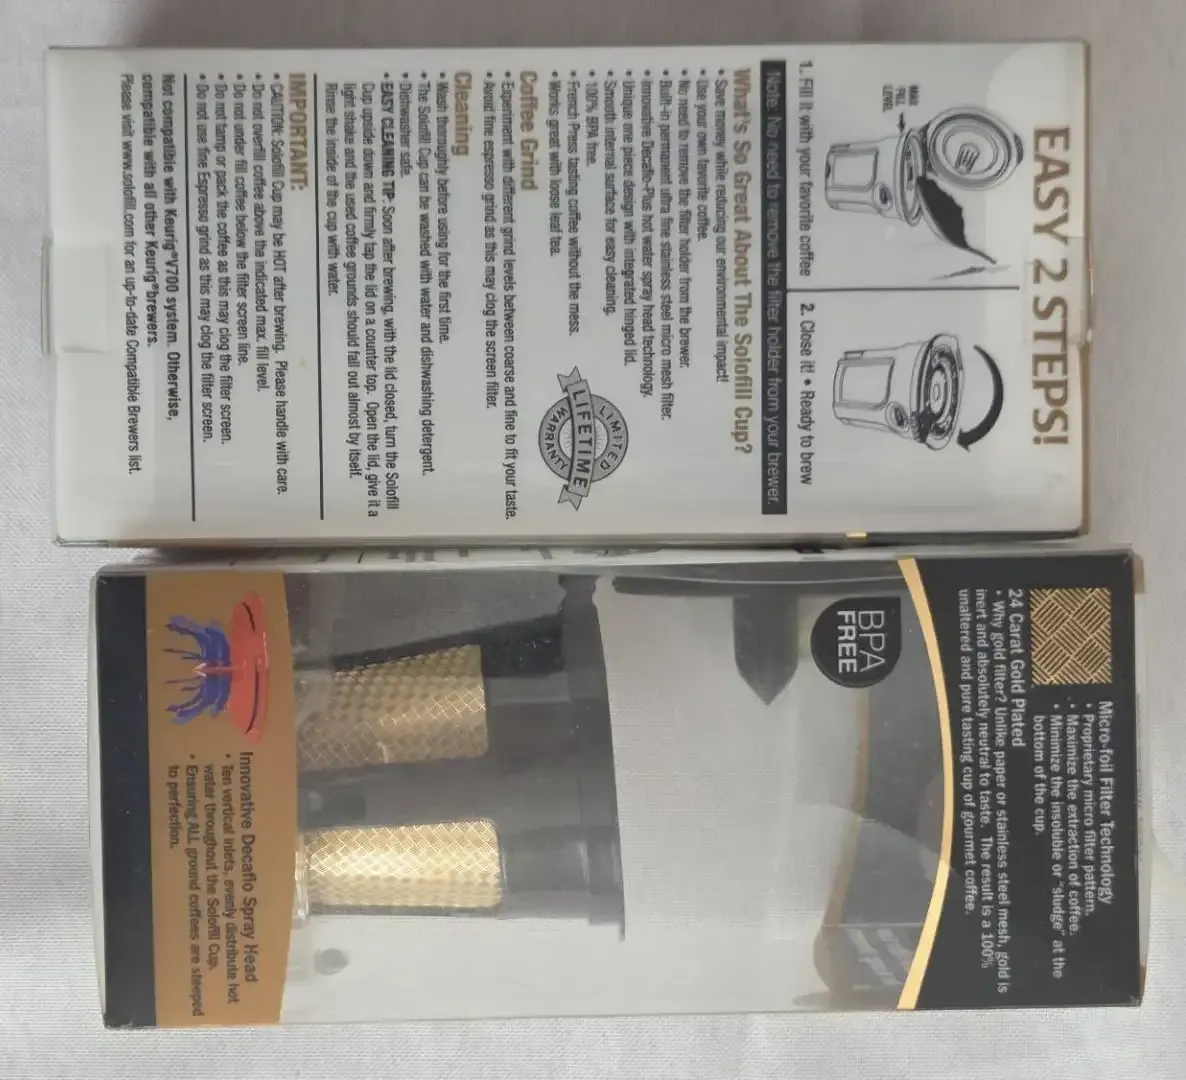 EASY 2 STEPS!
MAX
FILL
LEVEL
1. Fill it with your favorite coffee
2. Close it! • Ready to brew
Note: No need to remove the filter holder from your brewer.
What's So Great About The Solofill Cup?
• Save money while reducing our environmental impact!
• Use your own favorite coffee.
• No need to remove the filter holder from the brewer.
• Built-in permanent ultra fine stainless steel micro mesh filter.
• Innovative Decaflo-Plus hot water spray head technology.
• Unique one piece design with integrated hinged lid.
• Smooth internal surface for easy cleaning.
• 100% BPA free.
• French Press tasting coffee without the mess.
• Works great with loose leaf tea.
LIMITED
LIFETIME
WARRANTY
Coffee Grind
• Experiment with different grind levels between coarse and fine to fit your taste.
• Avoid fine espresso grind as this may clog the screen filter.
Cleaning
• Wash thoroughly before using for the first time.
• The Solofill Cup can be washed with water and dishwashing detergent.
• Dishwasher safe.
• EASY CLEANING TIP: Soon after brewing, with the lid closed, turn the Solofill
Cup upside down and firmly tap the lid on a counter top. Open the lid, give it a
light shake and the used coffee grounds should fall out almost by itself.
Rinse the inside of the cup with water.
IMPORTANT:
• CAUTION: Solofill Cup may be HOT after brewing. Please handle with care.
• Do not overfill coffee above the indicated max. fill level.
• Do not under fill coffee below the filter screen line.
• Do not tamp or pack the coffee as this may clog the filter screen.
• Do not use fine Espresso grind as this may clog the filter screen.
Not compatible with Keurig®V700 system. Otherwise,
compatible with all other Keurig®brewers.
Please visit www.solofill.com for an up-to-date Compatible Brewers list.
Micro-foil Filter Technology
• Proprietary micro filter pattern.
• Maximize the extraction of coffee.
• Minimize the insoluble or "sludge" at the
bottom of the cup.
24 Carat Gold Plated
• Why gold filter? Unlike paper or stainless steel mesh, gold is
inert and absolutely neutral to taste. The result is a 100%
unaltered and pure tasting cup of gourmet coffee.
BPA
FREE
Innovative Decaflo Spray Head
• Ten vertical inlets, evenly distribute hot
water throughout the Solofill Cup.
• Ensuring ALL ground coffees are steeped
to perfection.